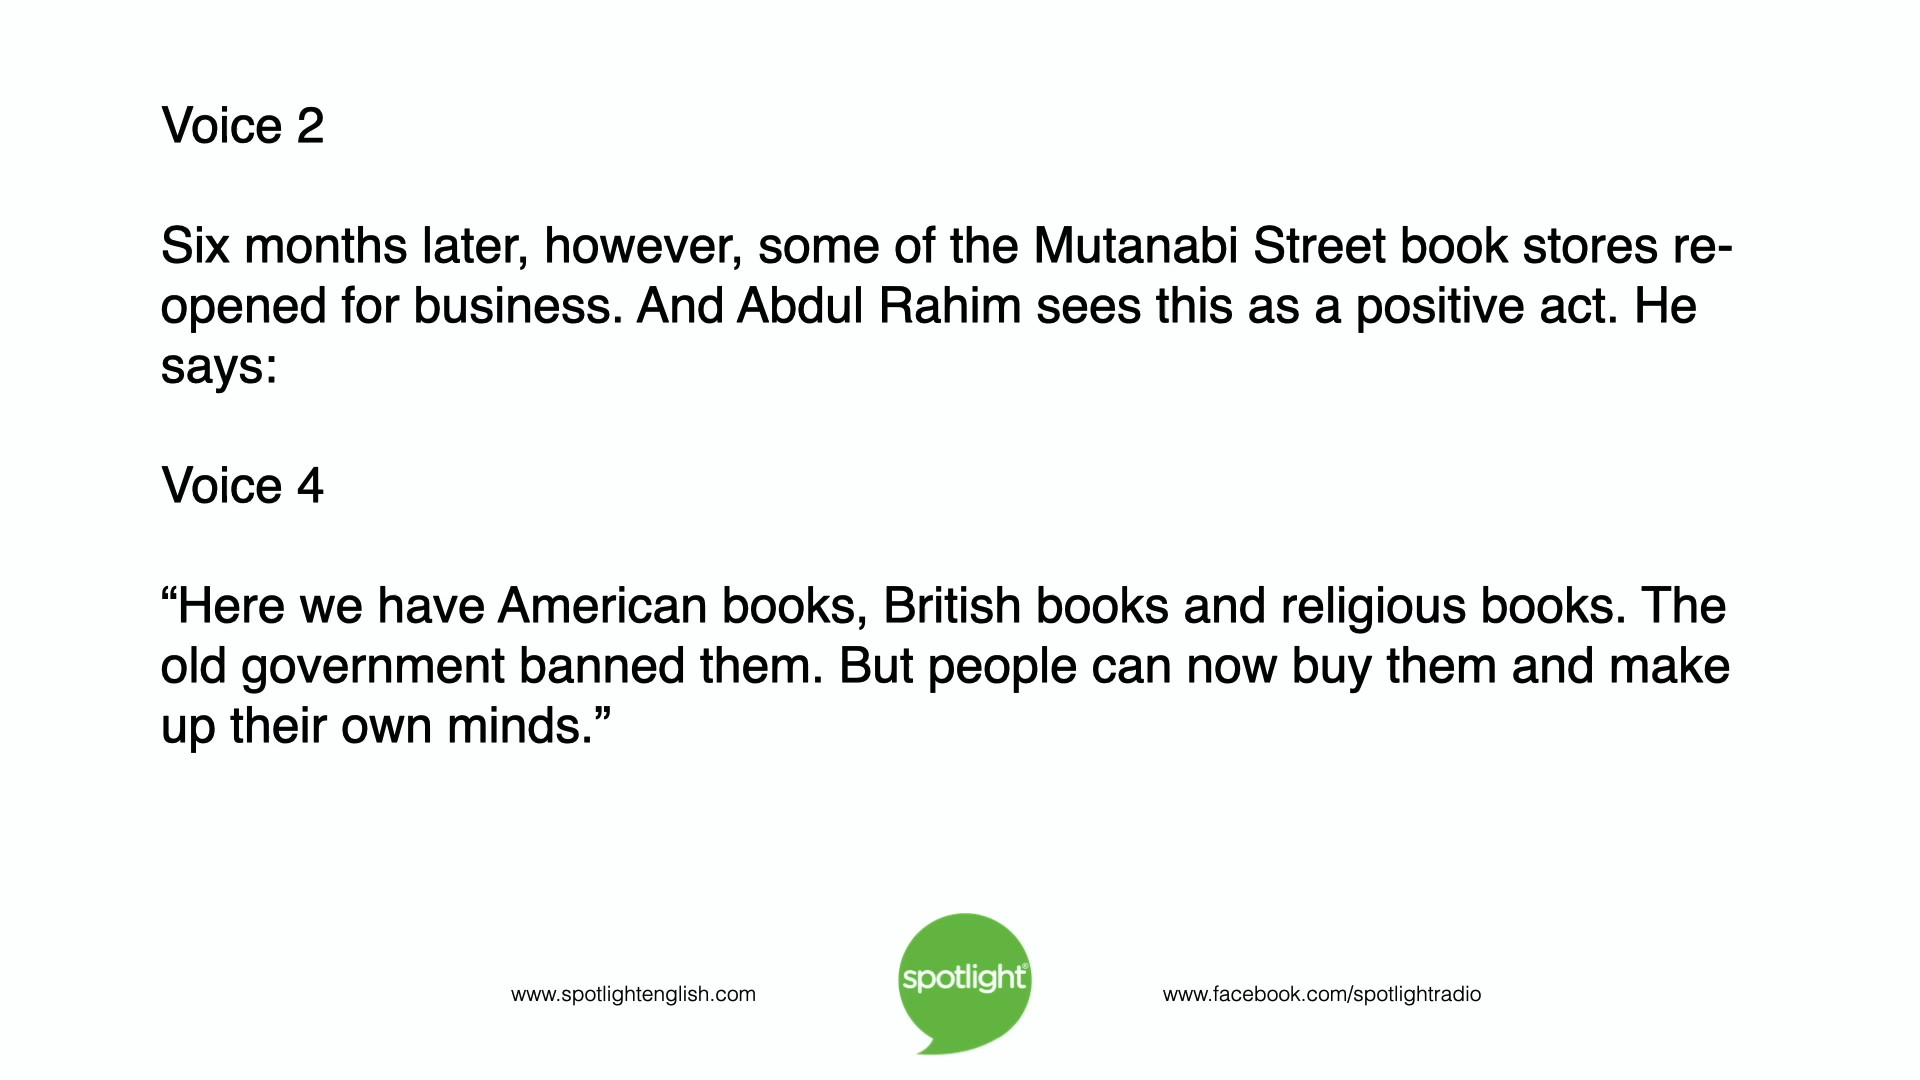 Voice 2
Six months later, however, some of the Mutanabi Street book stores re-
opened for business. And Abdul Rahim sees this as a positive act. He
says:
Voice 4
“Here we have American books, British books and religious books. The
old government banned them. But people can now buy them and make
up their own minds.”
spotlight®
www.spotlightenglish.com
www.facebook.com/spotlightradio